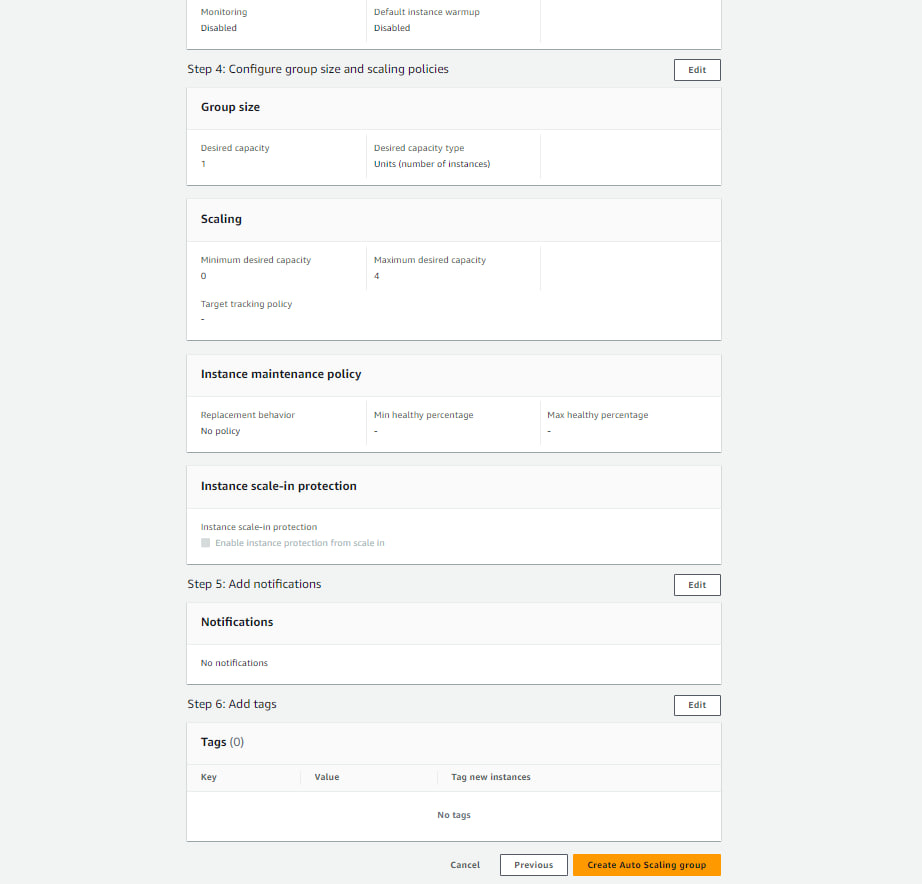 Monitoring Default instance warmup
Disabled Disabled
Step 4: Configure group size and scaling policies Edit
Group size
Desired capacity Desired capacity type
1 Units (number of instances)
Scaling
Minimum desired capacity Maximum desired capacity
0 4
Target tracking policy
-
Instance maintenance policy
Replacement behavior Min healthy percentage Max healthy percentage
No policy - -
Instance scale-in protection
Instance scale-in protection
Enable instance protection from scale in
Step 5: Add notifications Edit
Notifications
No notifications
Step 6: Add tags Edit
Tags (0)
Key Value Tag new instances
No tags
Cancel Previous Create Auto Scaling group